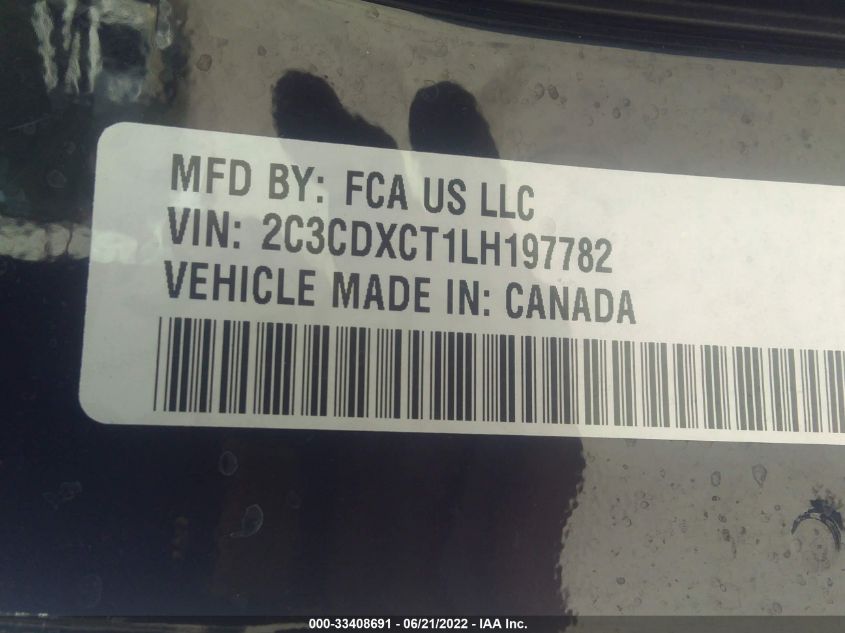 MFD BY: FCA US LLC
VIN: 2C3CDXCT1LH197782
VEHICLE MADE IN: CANADA
000-33408691 - 06/21/2022 - IAA Inc.